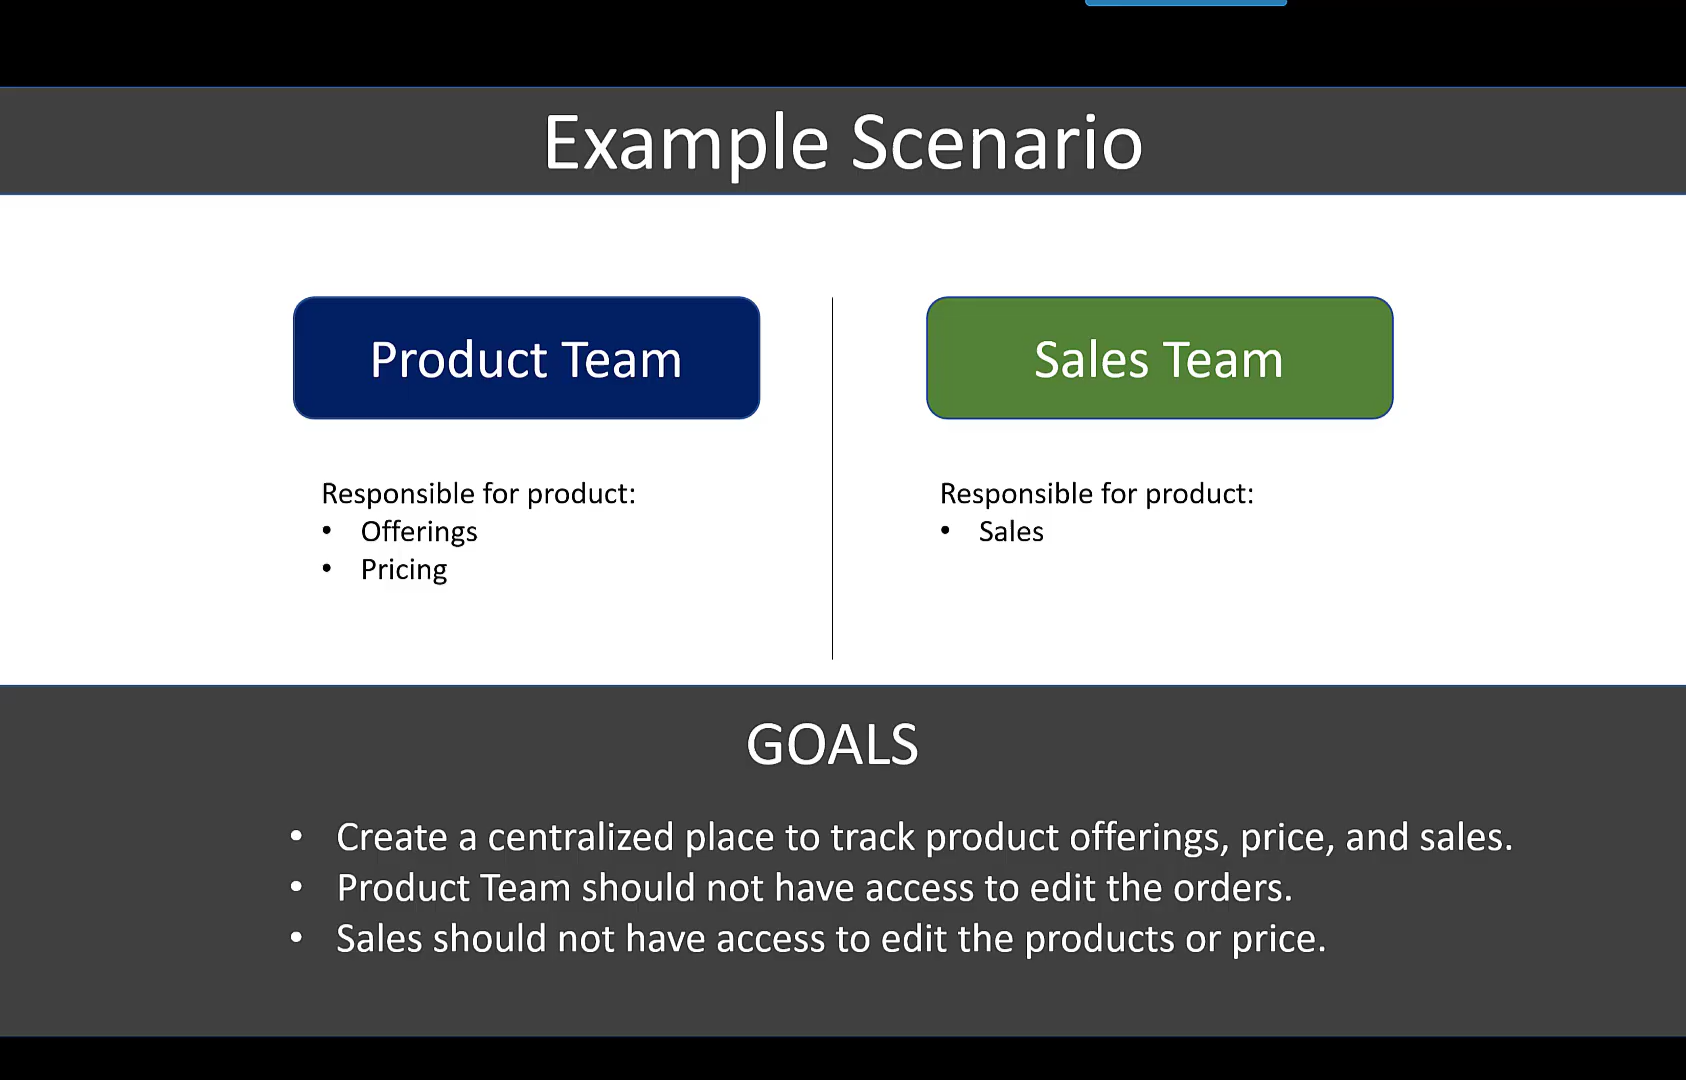 Example Scenario
Product Team
Sales Team
Responsible for product:
• Offerings
• Pricing
Responsible for product:
• Sales
GOALS
• Create a centralized place to track product offerings, price, and sales.
• Product Team should not have access to edit the orders.
• Sales should not have access to edit the products or price.